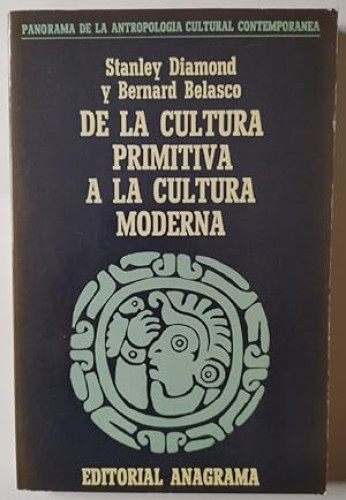 PANORAMA DE LA ANTROPOLOGIA CULTURAL CONTEMPORANEA
Stanley Diamond
y Bernard Belasco
DE LA CULTURA
PRIMITIVA
A LA CULTURA
MODERNA
EDITORIAL ANAGRAMA